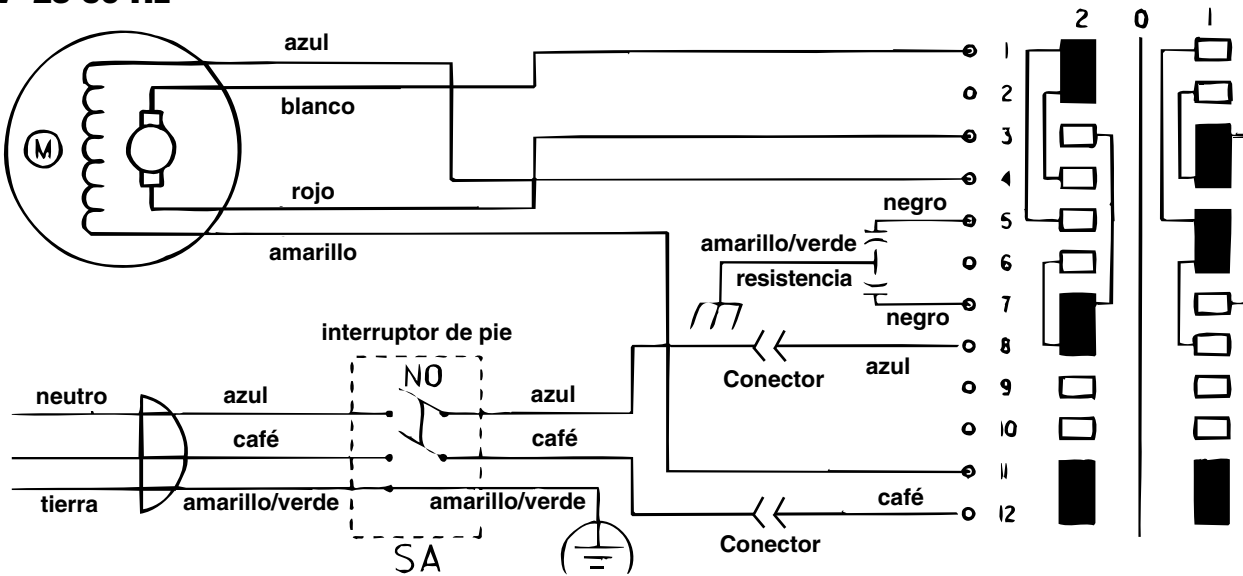 2 0 1
azul
blanco
M
rojo
amarillo
negro
amarillo/verde
resistencia
negro
interruptor de pie
NO
Conector
azul
neutro
azul
azul
café
café
tierra
amarillo/verde
amarillo/verde
café
Conector
SA
1
2
3
4
5
6
7
8
9
10
11
12